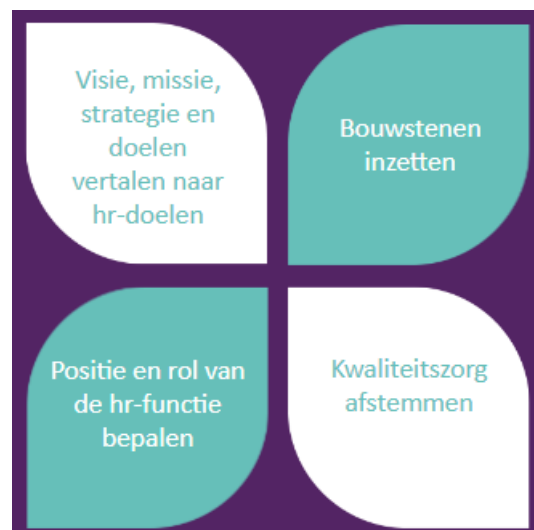 Visie, missie,
strategie en
doelen
vertalen naar
hr-doelen
Bouwstenen
inzetten
Positie en rol van
de hr-functie
bepalen
Kwaliteitszorg
afstemmen